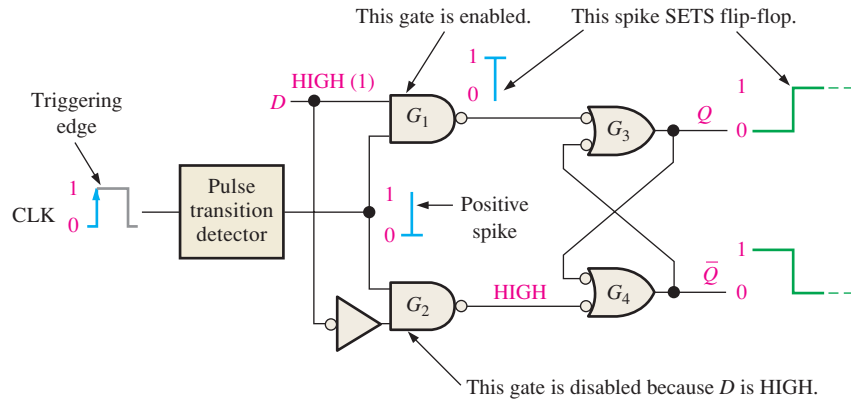 This gate is enabled.
This spike SETS flip-flop.
1
0
HIGH (1)
D
G1
G3
Q
1
0
Triggering
edge
1
0
CLK
Pulse
transition
detector
1
0
Positive
spike
HIGH
G2
G4
Q̅
1
0
This gate is disabled because D is HIGH.